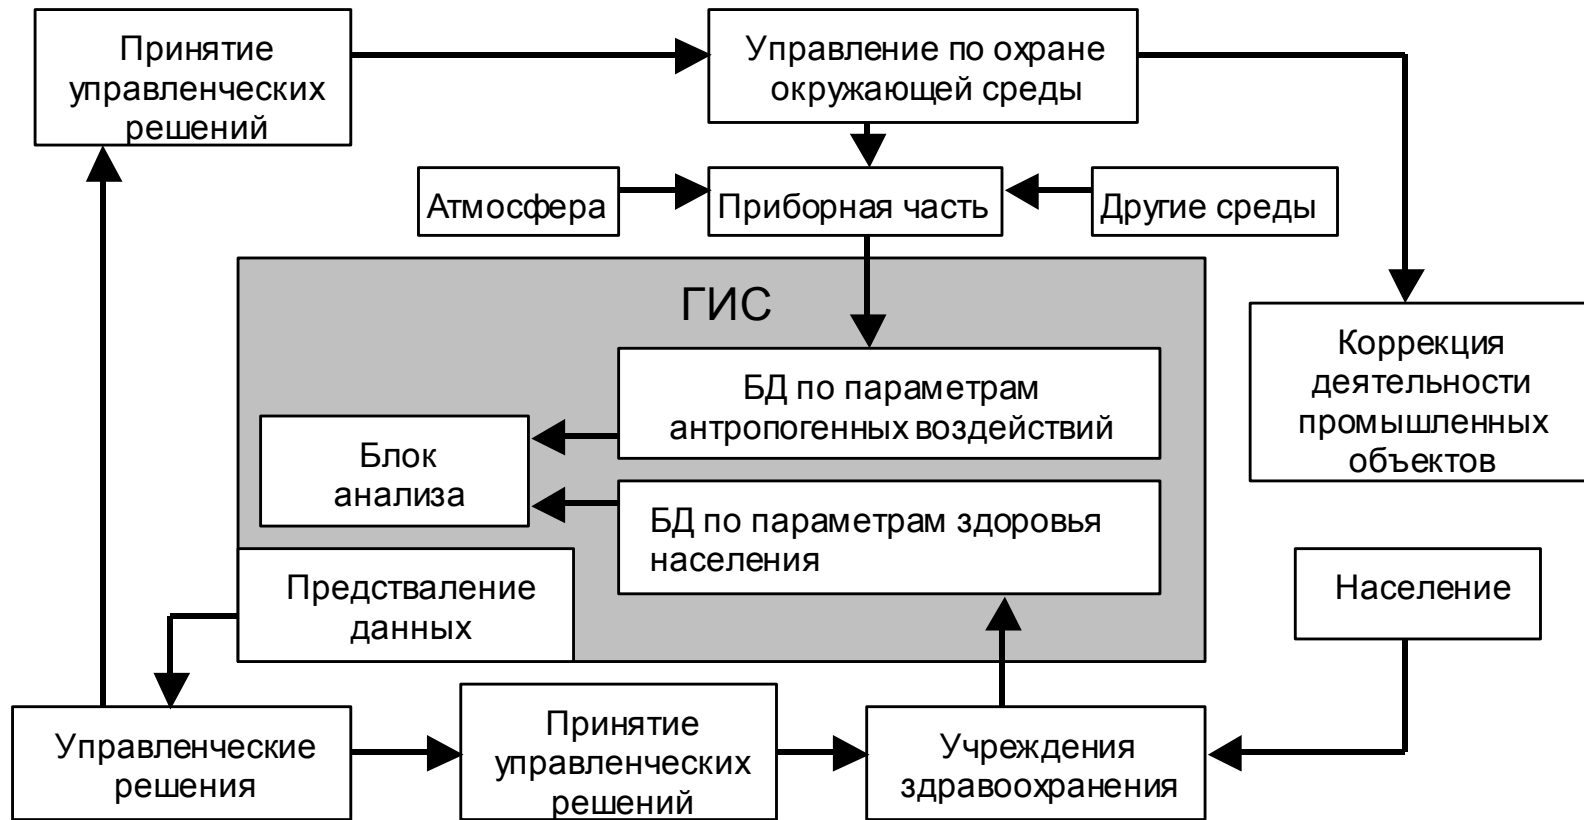 Принятие
управленческих
решений
Управление по охране
окружающей среды
Атмосфера
Приборная часть
Другие среды
ГИС
БД по параметрам
антропогенных воздействий
Коррекция
деятельности
промышленных
объектов
Блок
анализа
БД по параметрам здоровья
населения
Предстваление
данных
Население
Управленческие
решения
Принятие
управленческих
решений
Учреждения
здравоохранения